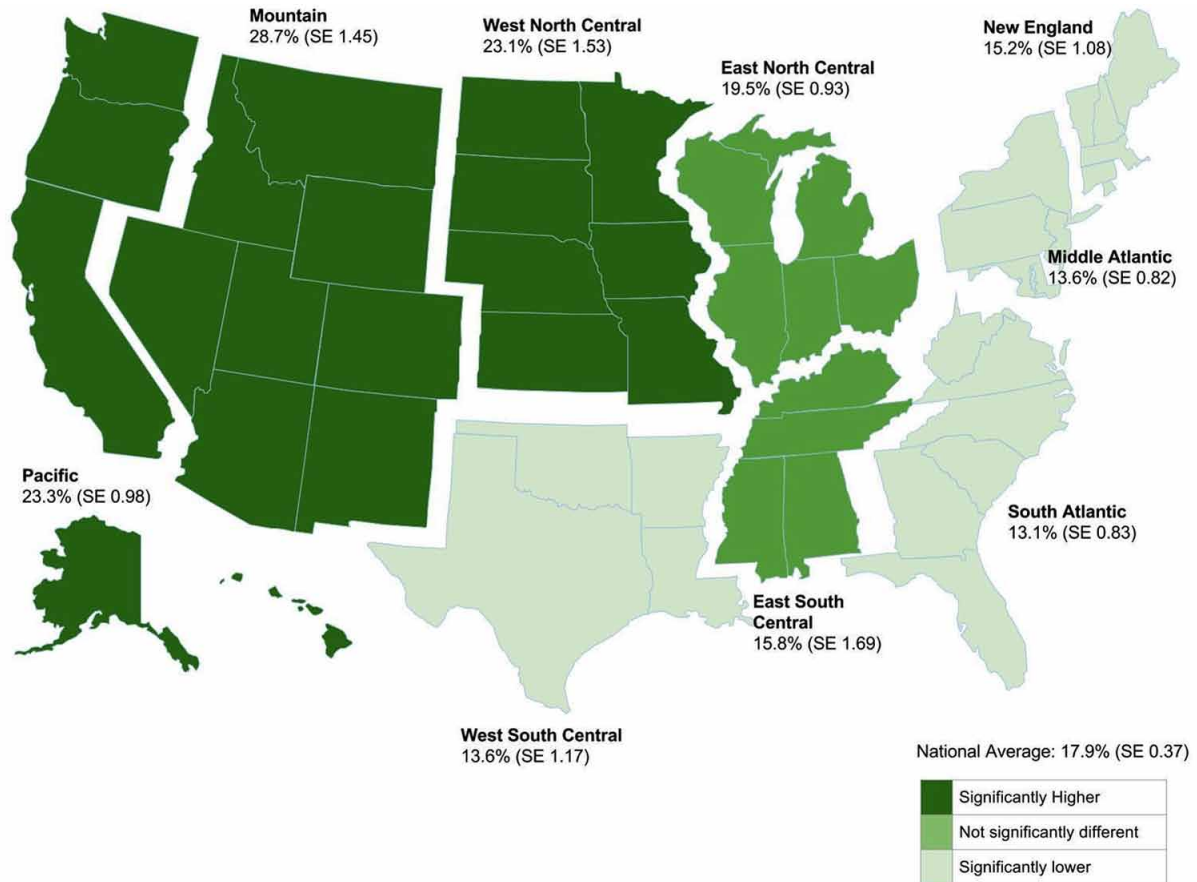 Mountain
28.7% (SE 1.45)
West North Central
23.1% (SE 1.53)
East North Central
19.5% (SE 0.93)
New England
15.2% (SE 1.08)
Middle Atlantic
13.6% (SE 0.82)
Pacific
23.3% (SE 0.98)
South Atlantic
13.1% (SE 0.83)
East South
Central
15.8% (SE 1.69)
West South Central
13.6% (SE 1.17)
National Average: 17.9% (SE 0.37)
Significantly Higher
Not significantly different
Significantly lower